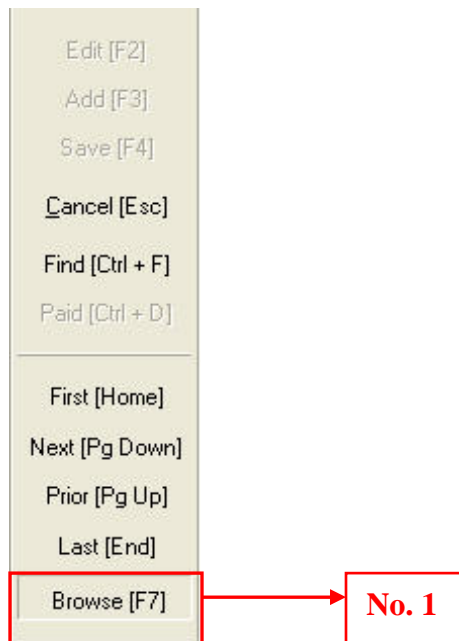 Edit [F2]
Add [F3]
Save [F4]
Cancel [Esc]
Find [Ctrl + F]
Paid [Ctrl + D]
First [Home]
Next [Pg Down]
Prior [Pg Up]
Last [End]
Browse [F7]
No. 1